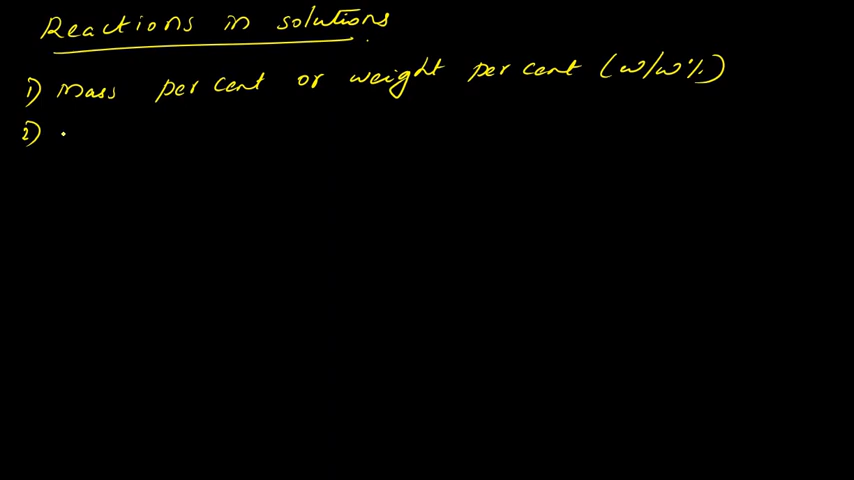 Reactions in solutions
1) Mass per cent or weight per cent (w/w%)
2)